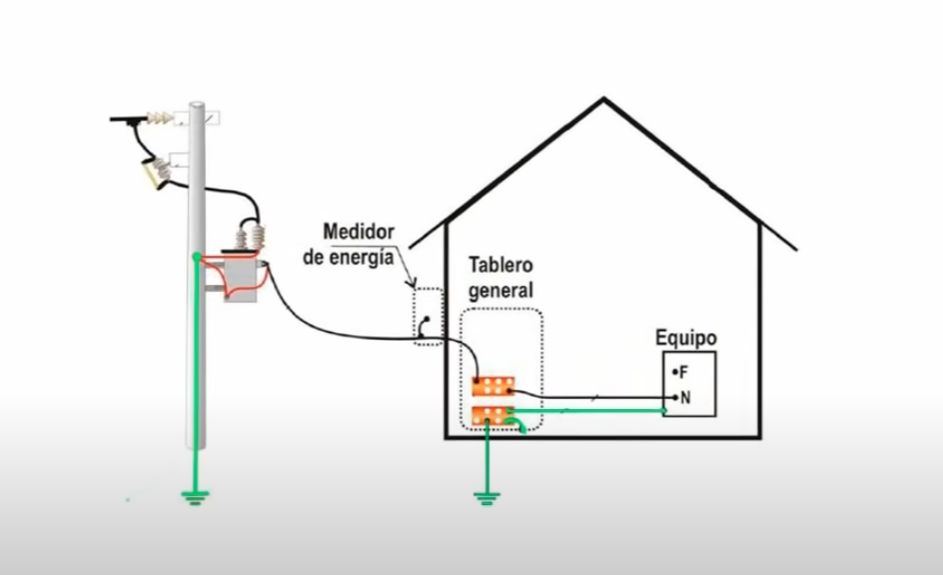 Medidor
de energía
Tablero
general
Equipo
F
N